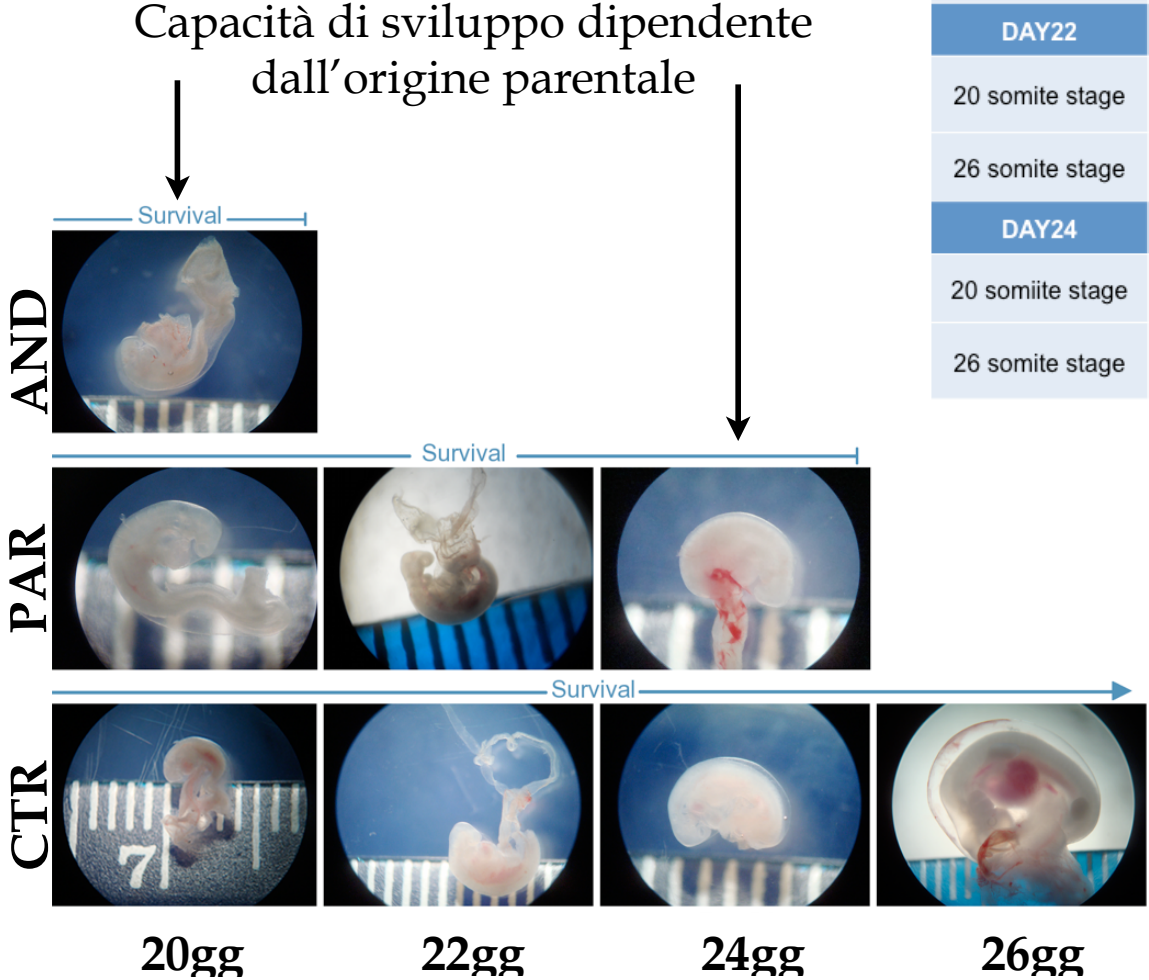 Capacità di sviluppo dipendente
dall'origine parentale
DAY22
20 somite stage
26 somite stage
DAY24
20 somiite stage
26 somite stage
Survival
AND
Survival
PAR
Survival
CTR
7
20gg
22gg
24gg
26gg